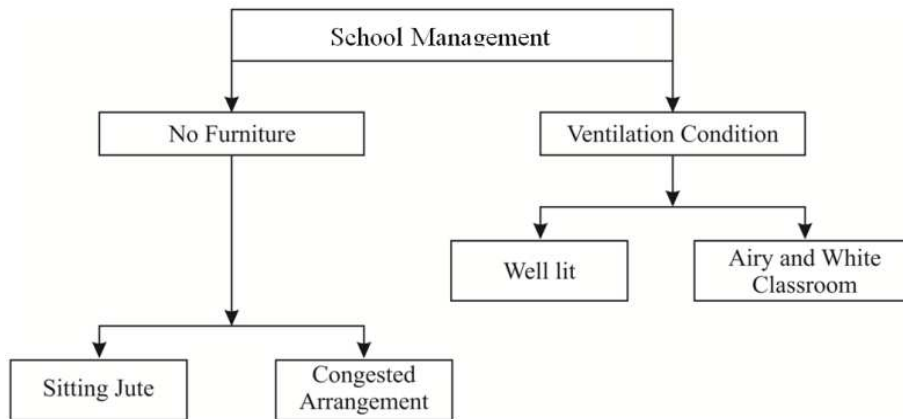 School Management
No Furniture
Ventilation Condition
Well lit
Airy and White
Classroom
Sitting Jute
Congested
Arrangement